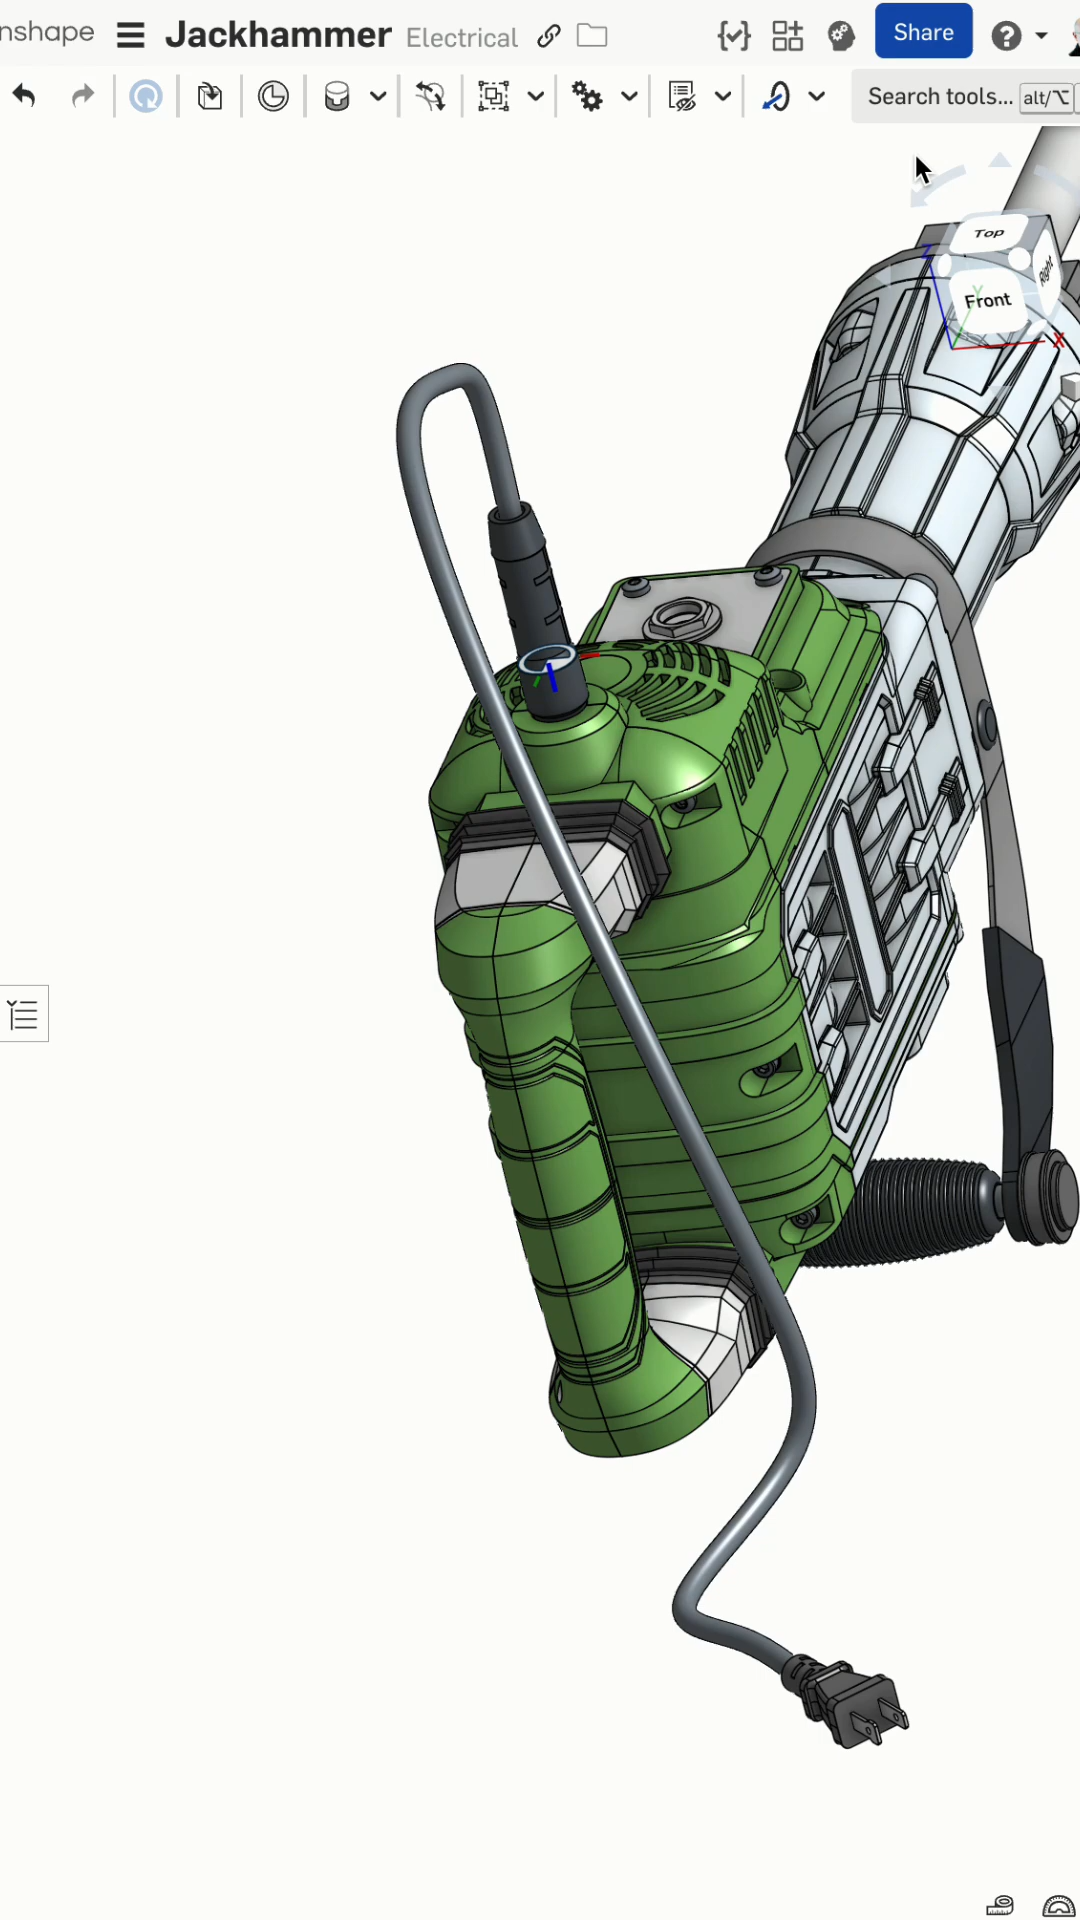 nshape Jackhammer Electrical Share
Search tools... alt/⌥
Top
Right
Front
Y
X